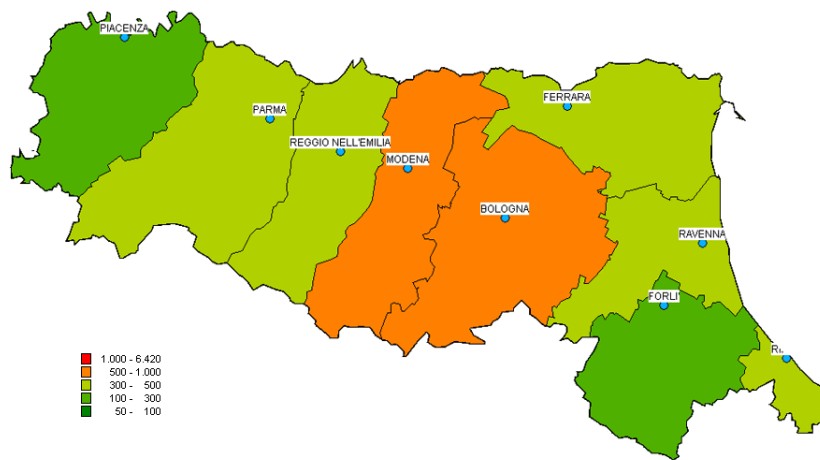 PIACENZA
PARMA
FERRARA
REGGIO NELL'EMILIA
MODENA
BOLOGNA
RAVENNA
FORLI'
1.000 - 6.420
500 - 1.000
300 - 500
100 - 300
50 - 100